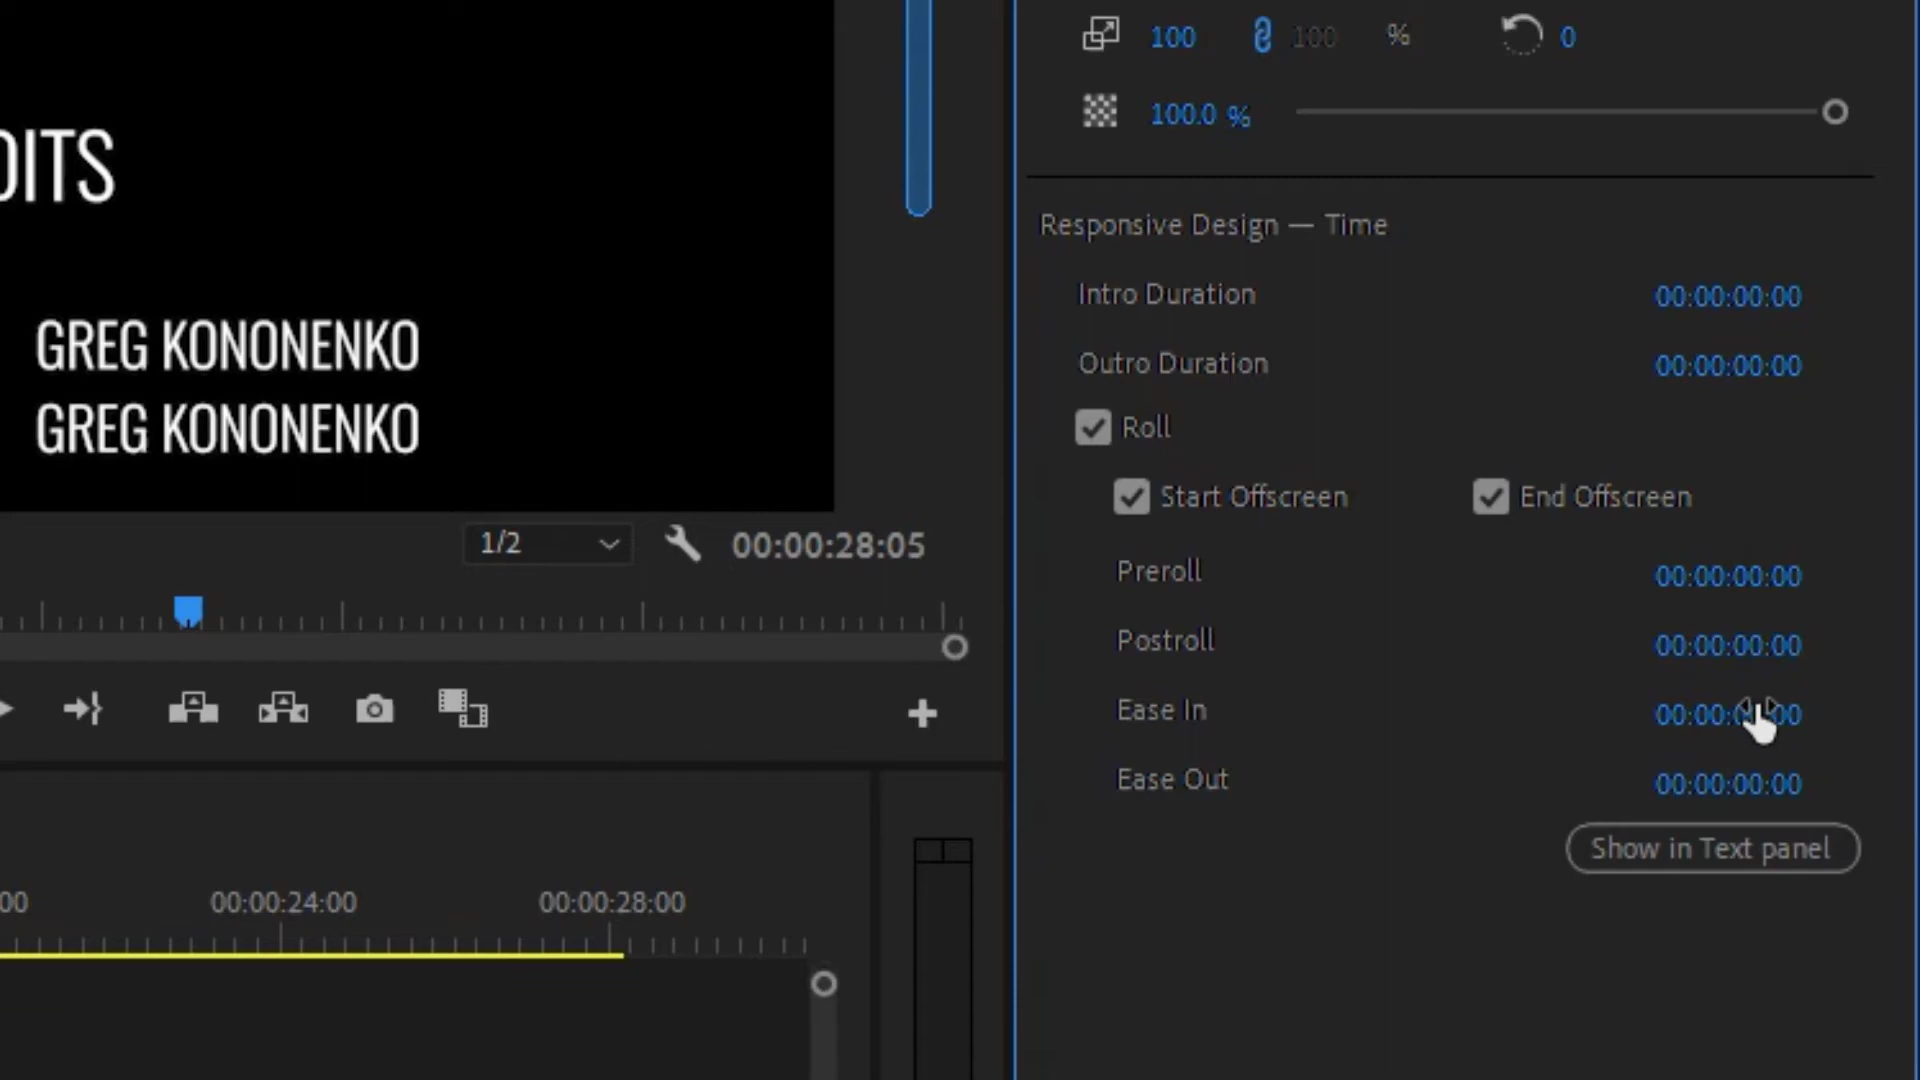 100 100 % 0
100.0 %
DITS
GREG KONONENKO
GREG KONONENKO
1/2 00:00:28:05
00 00:00:24:00 00:00:28:00
Responsive Design — Time
Intro Duration 00:00:00:00
Outro Duration 00:00:00:00
Roll
Start Offscreen End Offscreen
Preroll 00:00:00:00
Postroll 00:00:00:00
Ease In
Ease Out 00:00:00:00
Show in Text panel